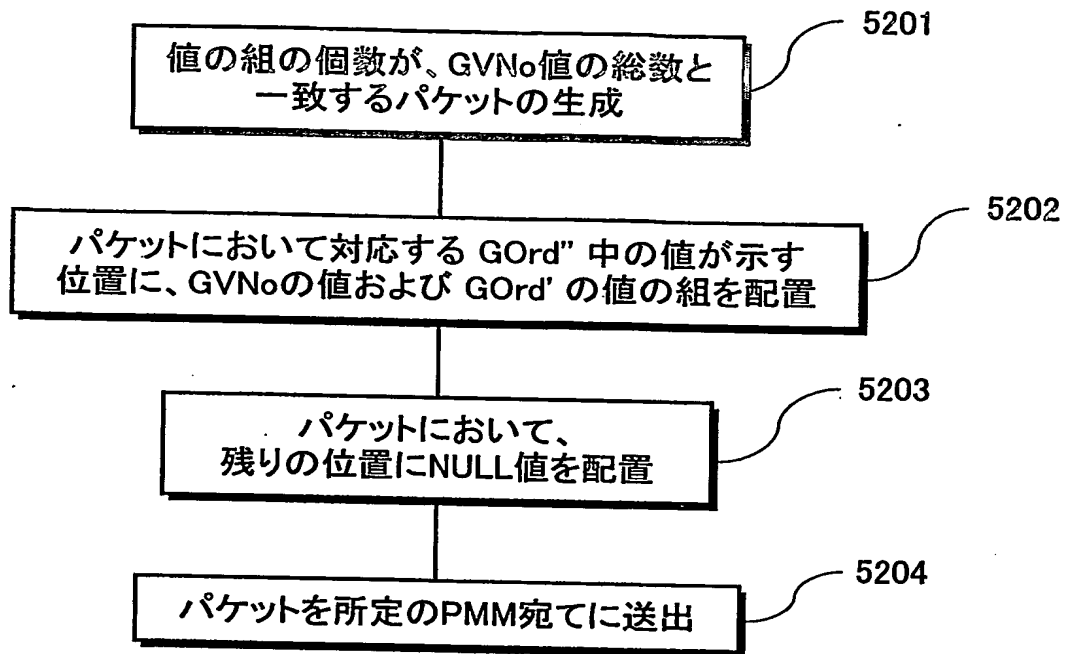 5201
値の組の個数が、GVNo値の総数と
一致するパケットの生成
5202
パケットにおいて対応する GOrd" 中の値が示す
位置に、GVNoの値および GOrd' の値の組を配置
5203
パケットにおいて、
残りの位置にNULL値を配置
5204
パケットを所定のPMM宛てに送出